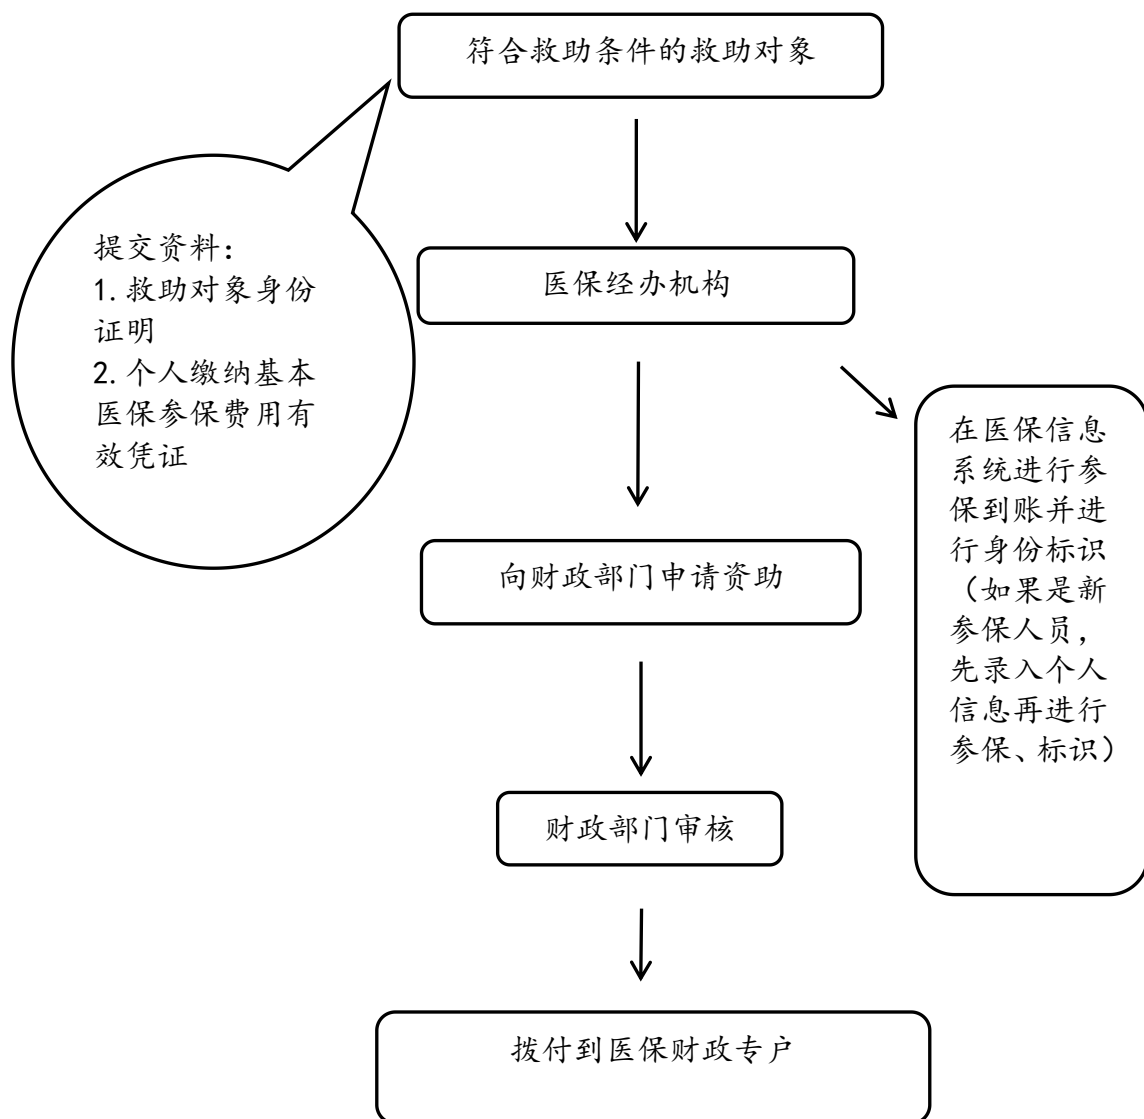 符合救助条件的救助对象
提交资料：
1.救助对象身份
证明
2.个人缴纳基本
医保参保费用有
效凭证
医保经办机构
在医保信息
系统进行参
保到账并进
行身份标识
（如果是新
参保人员，
先录入个人
信息再进行
参保、标识）
向财政部门申请资助
财政部门审核
拨付到医保财政专户